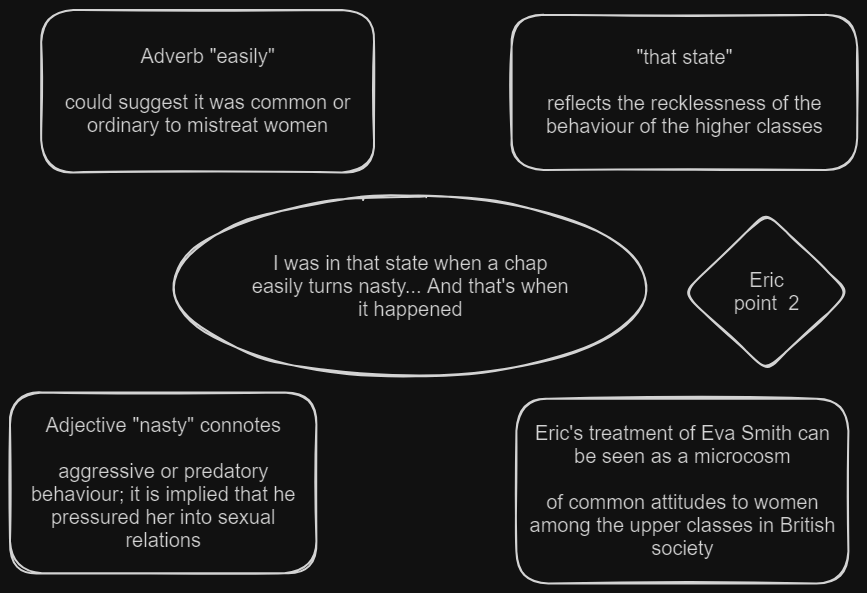 Adverb "easily"
could suggest it was common or
ordinary to mistreat women
"that state"
reflects the recklessness of the
behaviour of the higher classes
I was in that state when a chap
easily turns nasty... And that's when
it happened
Eric
point 2
Adjective "nasty" connotes
aggressive or predatory
behaviour; it is implied that he
pressured her into sexual
relations
Eric's treatment of Eva Smith can
be seen as a microcosm
of common attitudes to women
among the upper classes in British
society